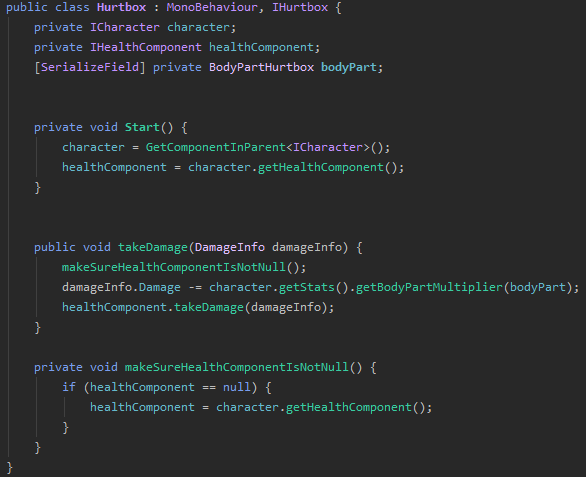 public class Hurtbox : MonoBehaviour, IHurtbox {
    private ICharacter character;
    private IHealthComponent healthComponent;
    [SerializeField] private BodyPartHurtbox bodyPart;
    private void Start() {
        character = GetComponentInParent<ICharacter>();
        healthComponent = character.getHealthComponent();
    }
    public void takeDamage(DamageInfo damageInfo) {
        makeSureHealthComponentIsNotNull();
        damageInfo.Damage -= character.getStats().getBodyPartMultiplier(bodyPart);
        healthComponent.takeDamage(damageInfo);
    }
    private void makeSureHealthComponentIsNotNull() {
        if (healthComponent == null) {
            healthComponent = character.getHealthComponent();
        }
    }
}